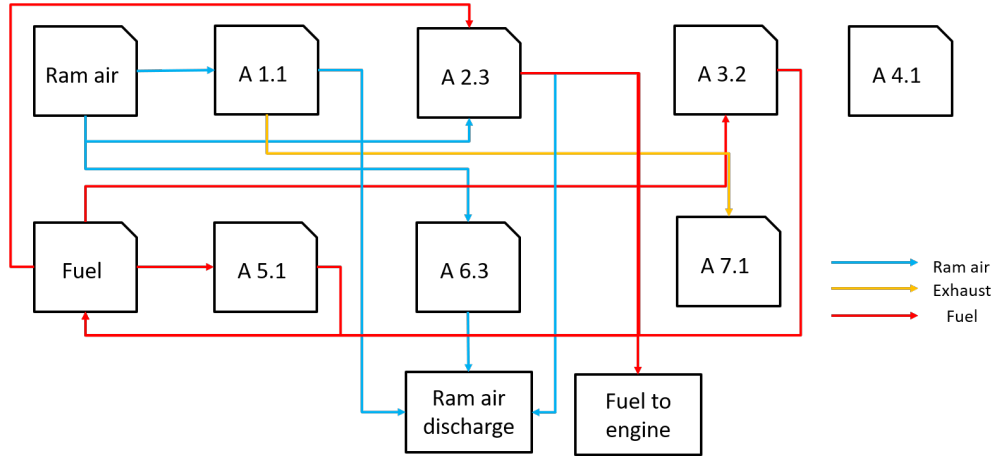 Ram air
A 1.1
A 2.3
A 3.2
A 4.1
Fuel
A 5.1
A 6.3
A 7.1
Ram air
Exhaust
Fuel
Ram air
discharge
Fuel to
engine